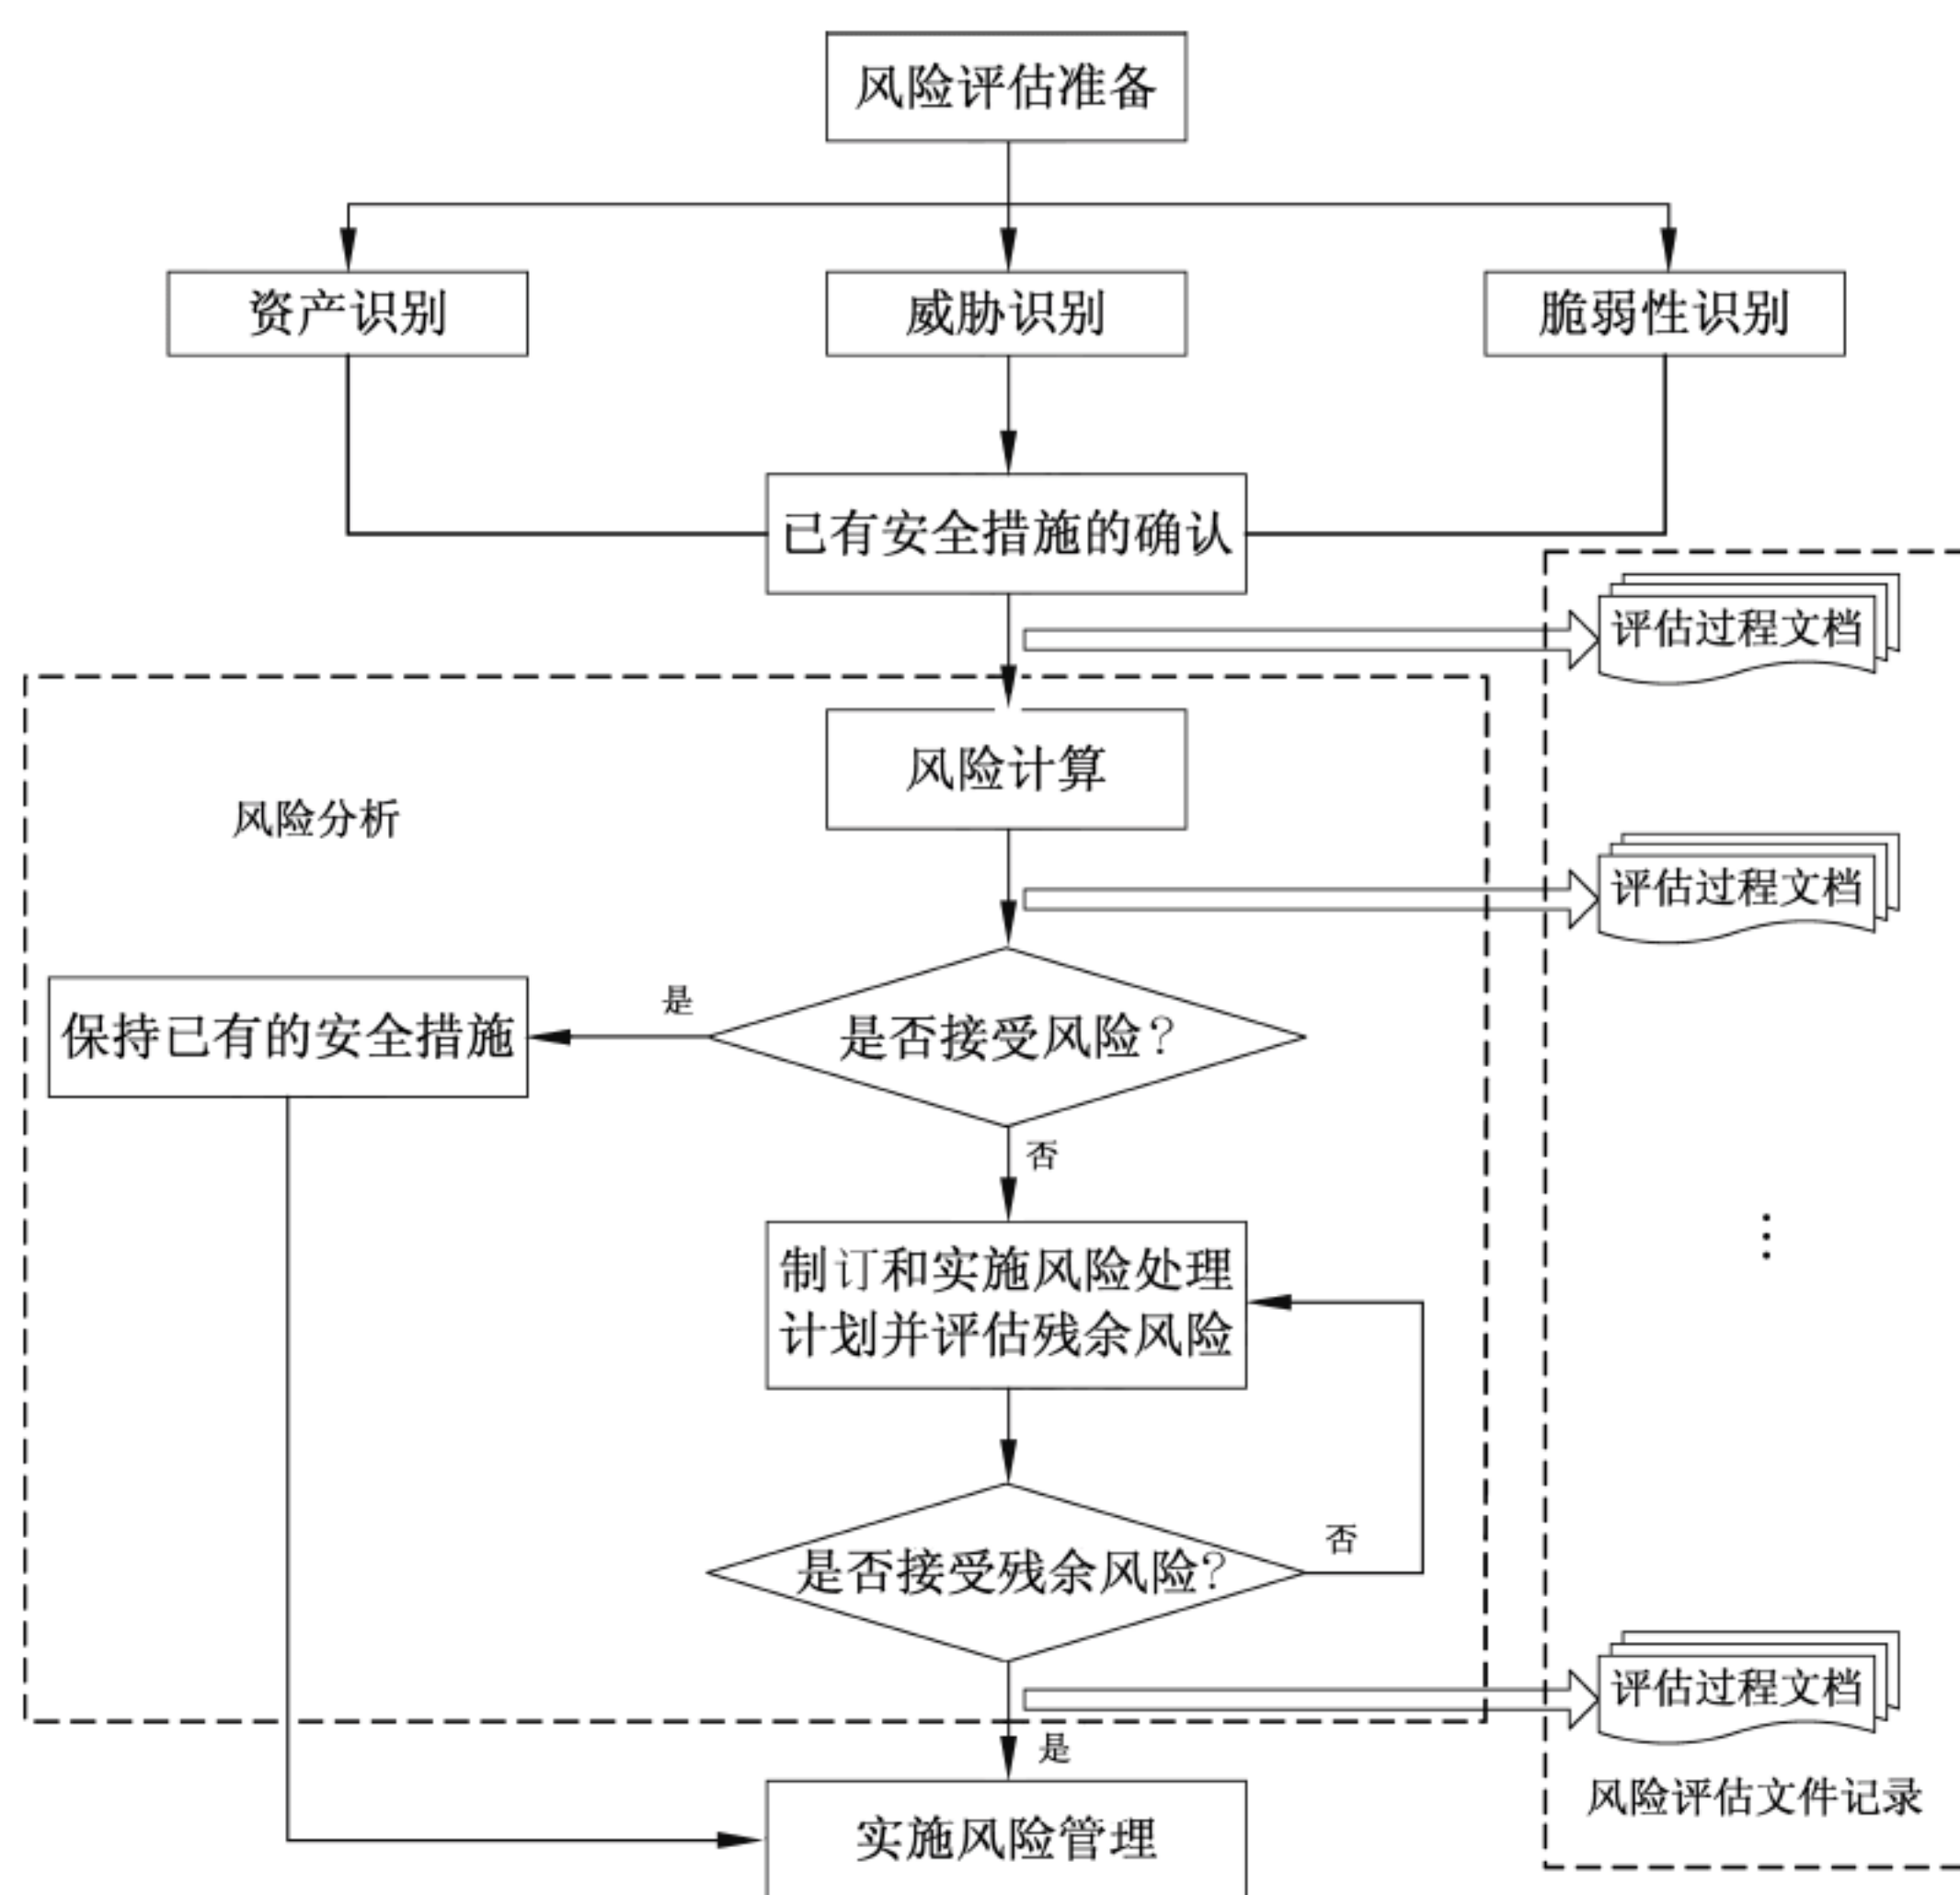 风险评估准备
资产识别
威胁识别
脆弱性识别
已有安全措施的确认
评估过程文档
风险计算
风险分析
评估过程文档
是
保持已有的安全措施
是否接受风险?
否
制订和实施风险处理
计划并评估残余风险
否
是否接受残余风险?
评估过程文档
是
风险评估文件记录
实施风险管理